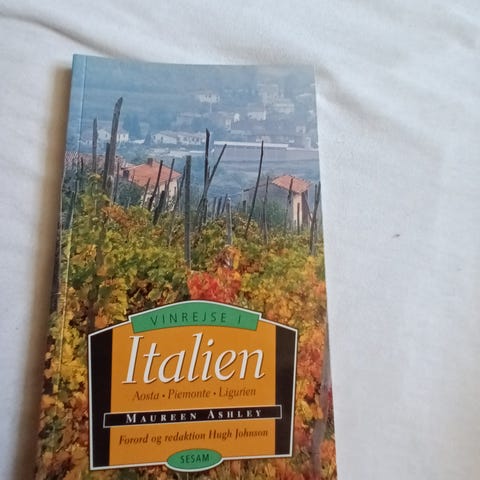 VINREJSE I
Italien
Aosta • Piemonte • Ligurien
MAUREEN ASHLEY
Forord og redaktion Hugh Johnson
SESAM